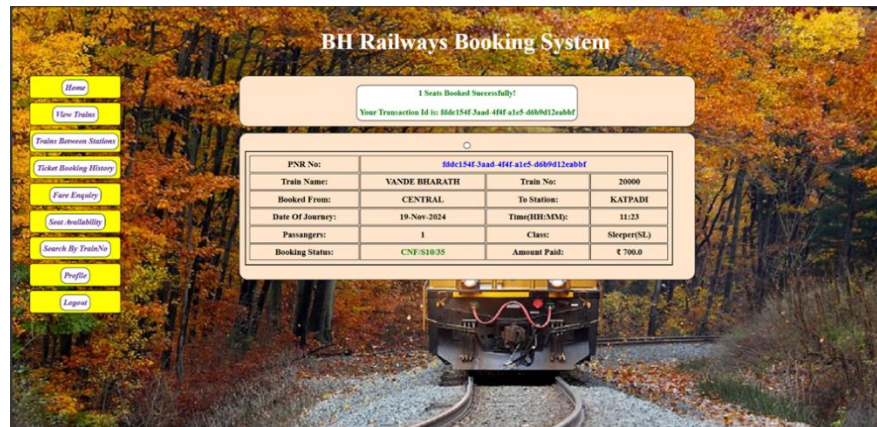 BH Railways Booking System
Home
View Trains
Trains Between Stations
Ticket Booking History
Fare Enquiry
Seat Availability
Search By TrainNo
Profile
Logout
1 Seats Booked Successfully!
Your Transaction Id is: fddc154f-3aad-4f4f-a1e5-d6b9d12eabbf
PNR No: fddc154f-3aad-4f4f-a1e5-d6b9d12eabbf
Train Name: VANDE BHARATH Train No: 20000
Booked From: CENTRAL To Station: KATPADI
Date Of Journey: 19-Nov-2024 Time(HH:MM): 11:23
Passangers: 1 Class: Sleeper(SL)
Booking Status: CNF/S10/35 Amount Paid: ₹ 700.0